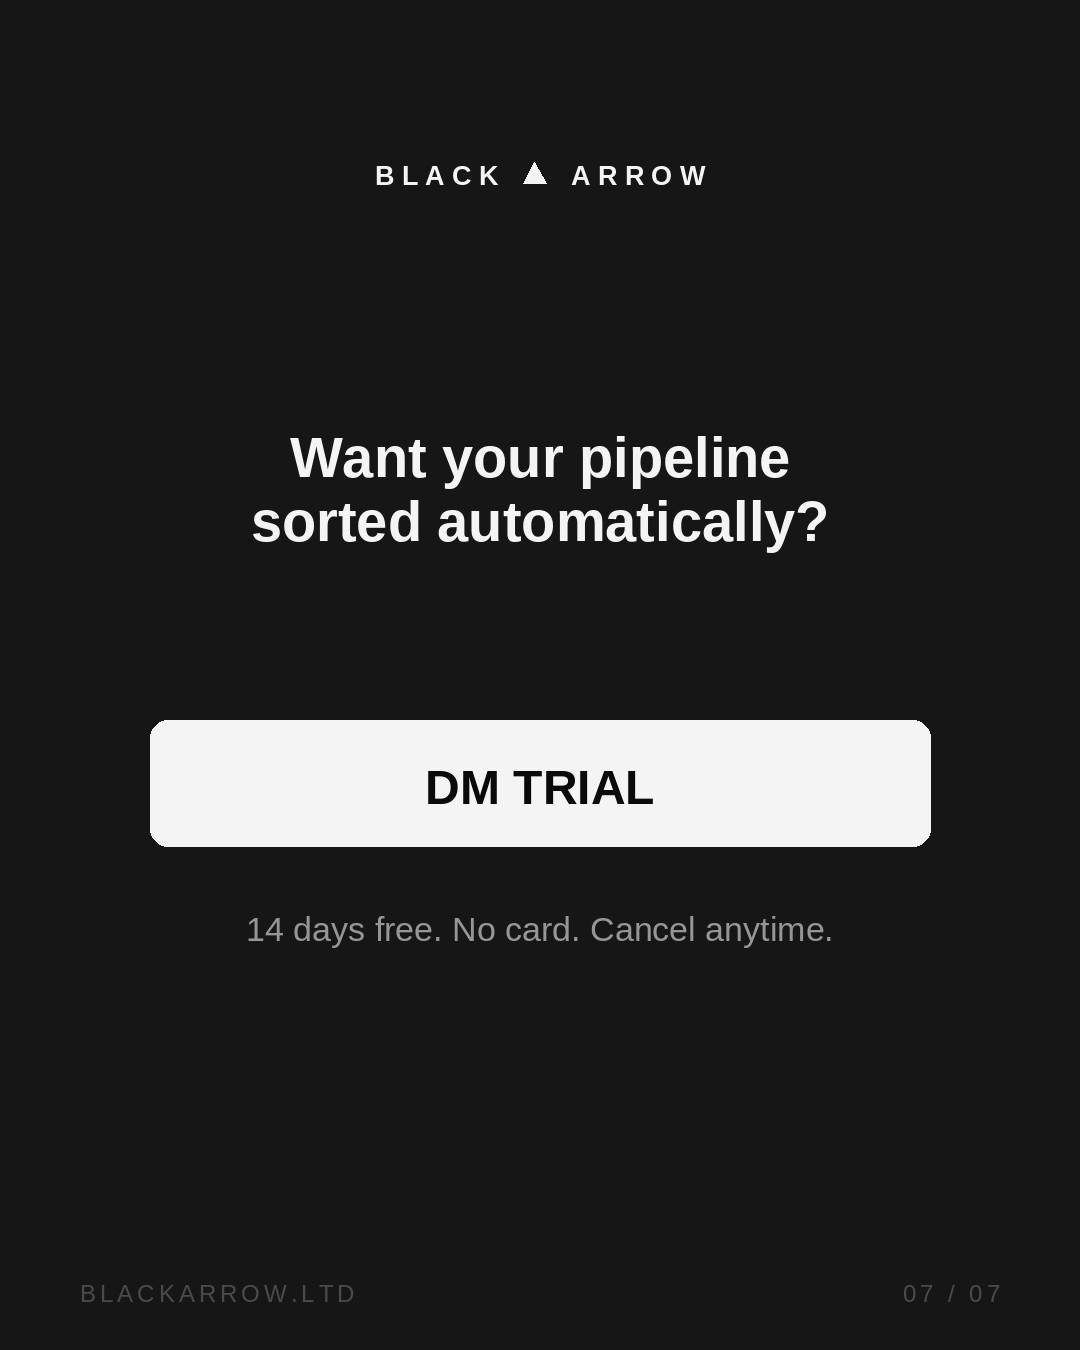 BLACK ARROW
Want your pipeline
sorted automatically?
DM TRIAL
14 days free. No card. Cancel anytime.
BLACKARROW.LTD
07 / 07